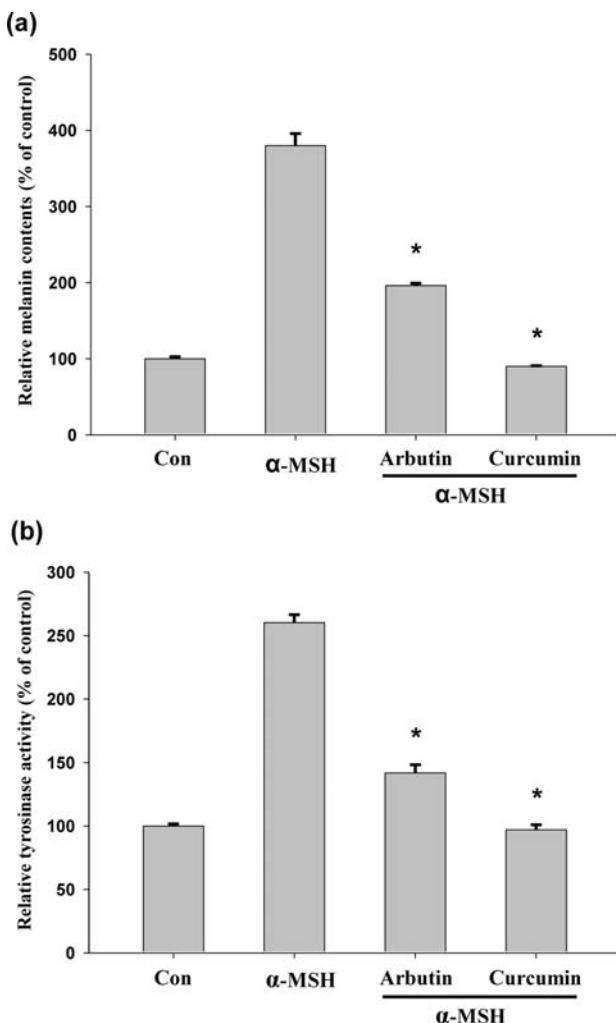 (a)
Relative melanin contents (% of control)
500
400
300
200
100
0
*
*
Con
α-MSH
Arbutin
Curcumin
α-MSH
(b)
Relative tyrosinase activity (% of control)
300
250
200
150
100
50
0
*
*
Con
α-MSH
Arbutin
Curcumin
α-MSH